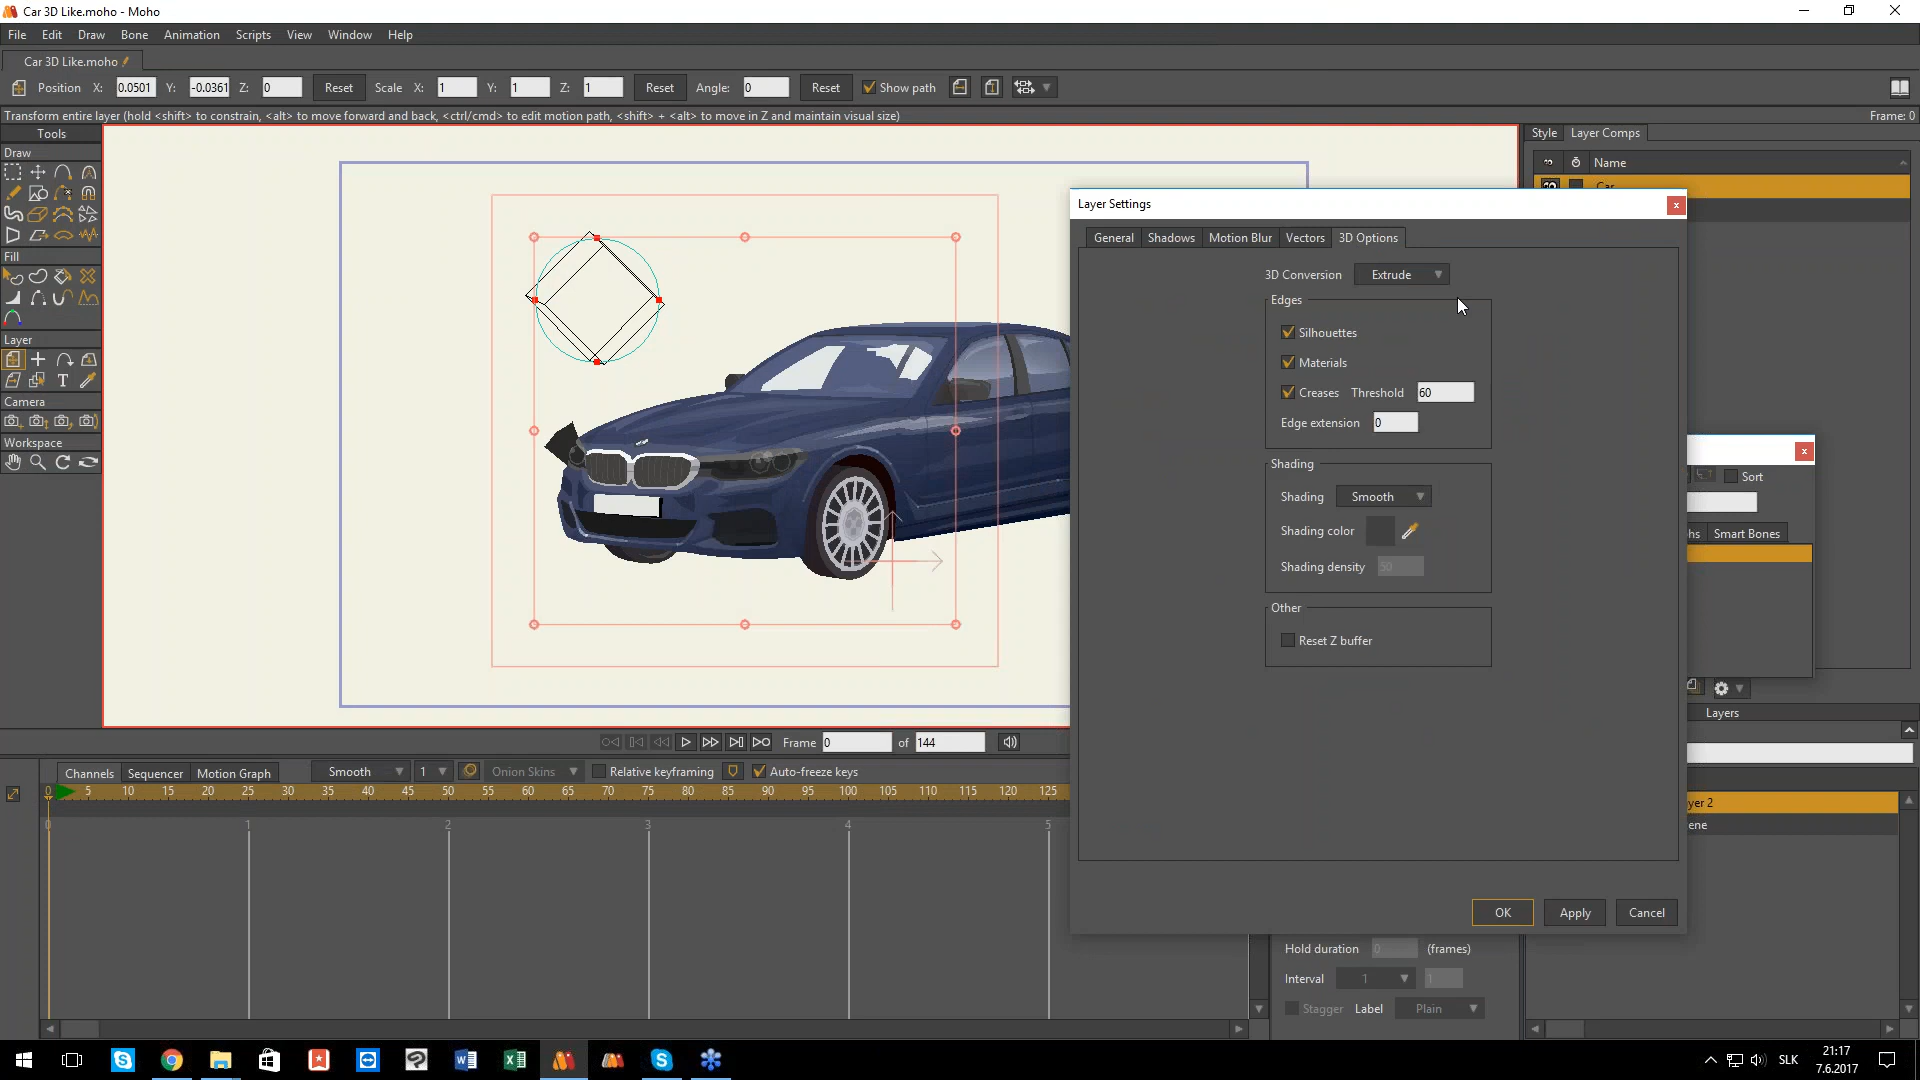 Car 3D Like.moho - Moho
File Edit Draw Bone Animation Scripts View Window Help
Car 3D Like.moho
Position X: 0.0501 Y: -0.0361 Z: 0 Reset Scale X: 1 Y: 1 Z: 1 Reset Angle: 0 Reset Show path
Transform entire layer (hold <shift> to constrain, <alt> to move forward and back, <ctrl/cmd> to edit motion path, <shift> + <alt> to move in Z and maintain visual size) Frame: 0
Tools
Style Layer Comps
Draw
Name
Car
Layer Settings
General Shadows Motion Blur Vectors 3D Options
Fill
3D Conversion Extrude
Edges
Silhouettes
Layer
Materials
Creases Threshold 60
Camera
Edge extension 0
Workspace
Shading
Sort
Shading Smooth
Shading color
hs Smart Bones
Shading density 50
Other
Reset Z buffer
Layers
Frame 0 of 144
Channels Sequencer Motion Graph Smooth 1 Onion Skins Relative keyframing Auto-freeze keys
0 5 10 15 20 25 30 35 40 45 50 55 60 65 70 75 80 85 90 95 100 105 110 115 120 125
yer 2
0 1 2 3 4 5
ene
OK Apply Cancel
Hold duration 0 (frames)
Interval 1 1
Stagger Label Plain
SLK
21:17
7.6.2017